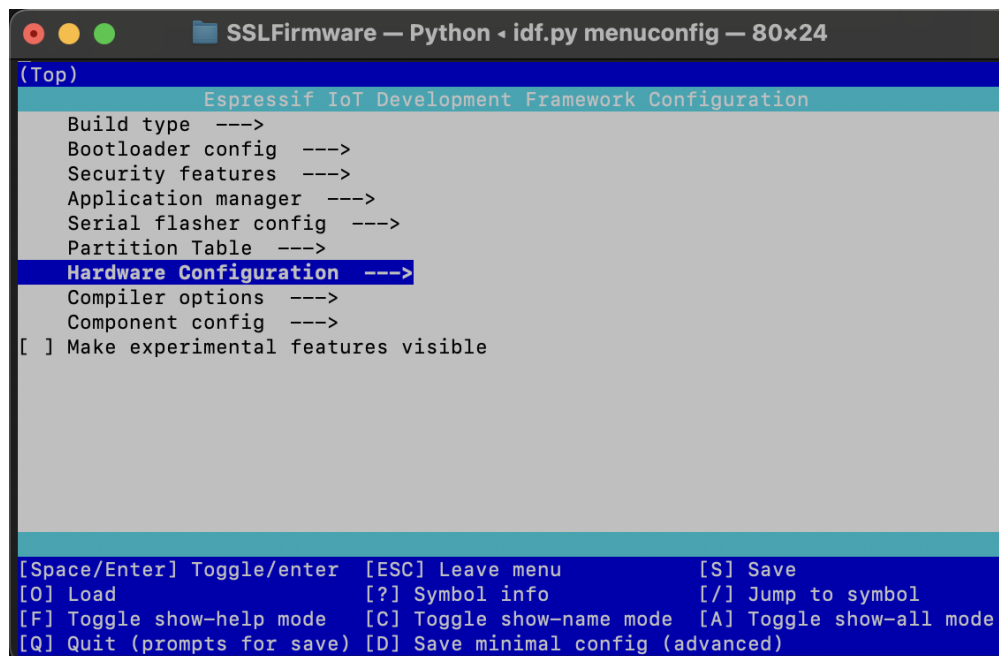 SSLFirmware — Python ◂ idf.py menuconfig — 80×24
(Top)
Espressif IoT Development Framework Configuration
Build type --->
Bootloader config --->
Security features --->
Application manager --->
Serial flasher config --->
Partition Table --->
Hardware Configuration --->
Compiler options --->
Component config --->
[ ] Make experimental features visible
[Space/Enter] Toggle/enter [ESC] Leave menu [S] Save
[O] Load [?] Symbol info [/] Jump to symbol
[F] Toggle show-help mode [C] Toggle show-name mode [A] Toggle show-all mode
[Q] Quit (prompts for save) [D] Save minimal config (advanced)